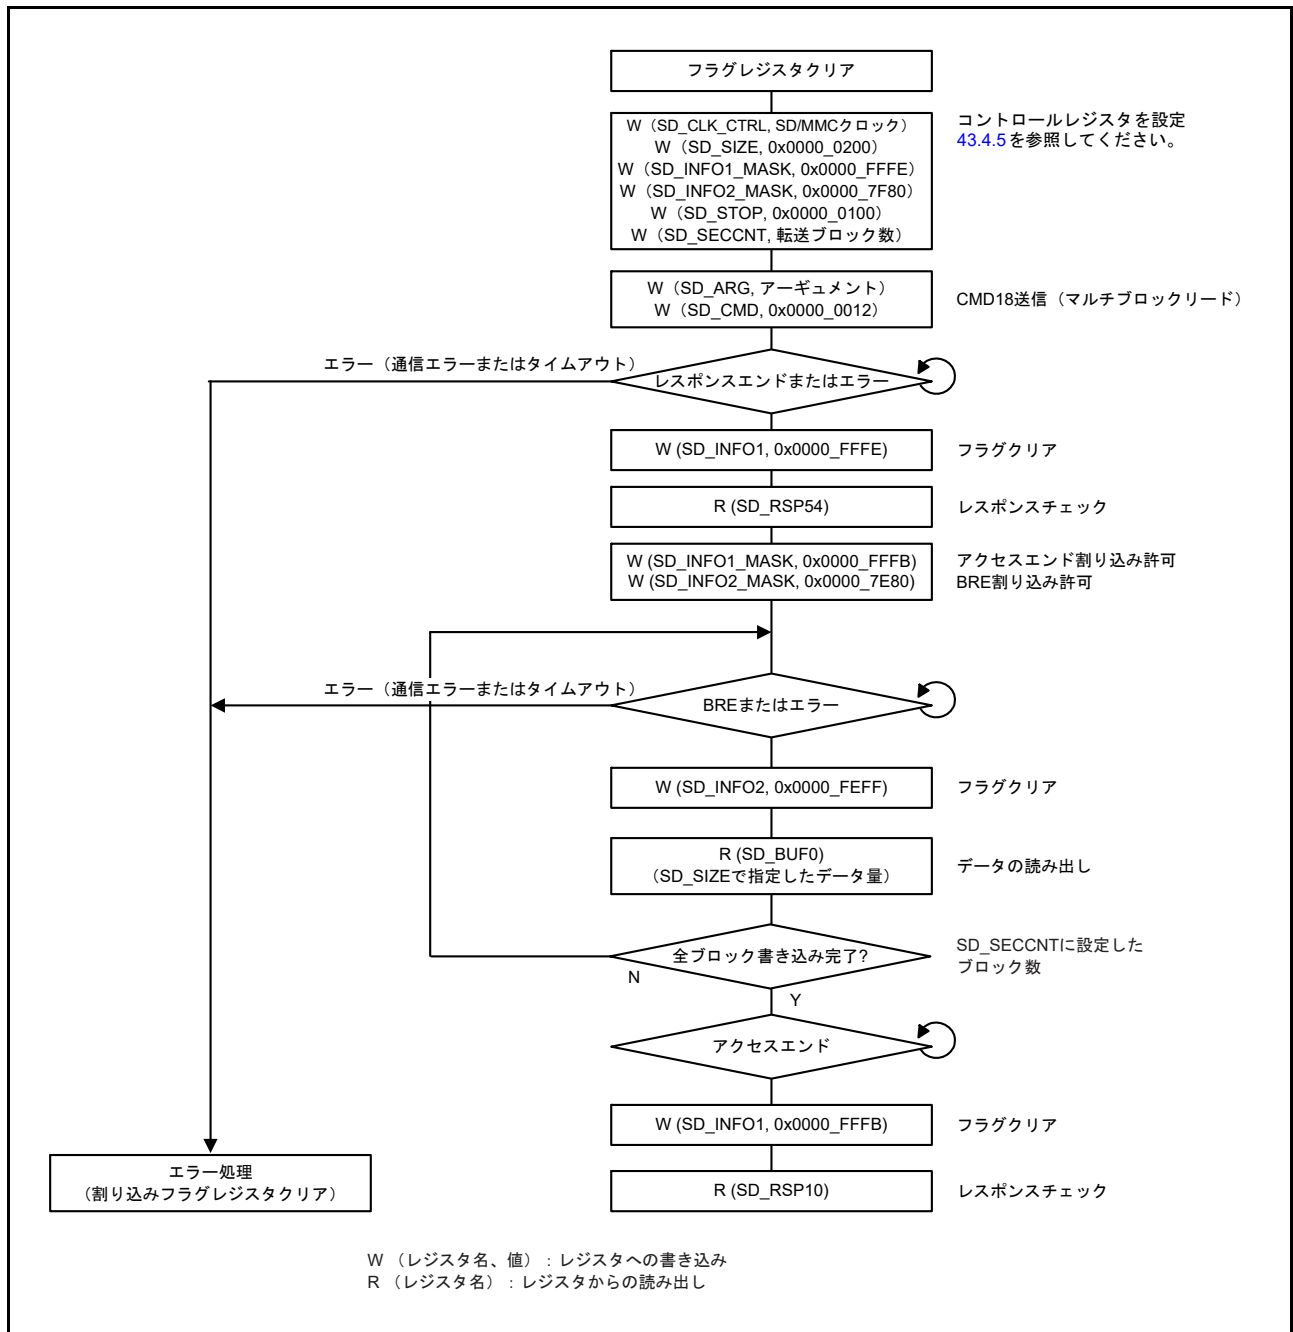 フラグレジスタクリア
W（SD_CLK_CTRL, SD/MMCクロック）
W（SD_SIZE, 0x0000_0200）
W（SD_INFO1_MASK, 0x0000_FFFE）
W（SD_INFO2_MASK, 0x0000_7F80）
W（SD_STOP, 0x0000_0100）
W（SD_SECCNT, 転送ブロック数）
コントロールレジスタを設定
43.4.5を参照してください。
W（SD_ARG, アーギュメント）
W（SD_CMD, 0x0000_0012）
CMD18送信（マルチブロックリード）
エラー（通信エラーまたはタイムアウト）
レスポンスエンドまたはエラー
W (SD_INFO1, 0x0000_FFFE)
フラグクリア
R (SD_RSP54)
レスポンスチェック
W (SD_INFO1_MASK, 0x0000_FFFB)
W (SD_INFO2_MASK, 0x0000_7E80)
アクセスエンド割り込み許可
BRE割り込み許可
エラー（通信エラーまたはタイムアウト）
BREまたはエラー
W (SD_INFO2, 0x0000_FEFF)
フラグクリア
R (SD_BUF0)
（SD_SIZEで指定したデータ量）
データの読み出し
全ブロック書き込み完了?
SD_SECCNTに設定した
ブロック数
N
Y
アクセスエンド
W (SD_INFO1, 0x0000_FFFB)
フラグクリア
エラー処理
（割り込みフラグレジスタクリア）
R (SD_RSP10)
レスポンスチェック
W （レジスタ名、値）：レジスタへの書き込み
R （レジスタ名）：レジスタからの読み出し